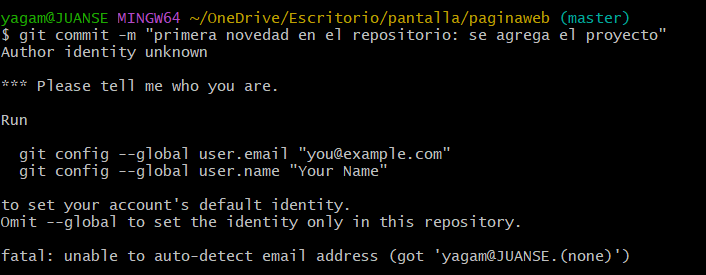 yagam@JUANSE MINGW64 ~/OneDrive/Escritorio/pantalla/paginaweb (master)
$ git commit -m "primera novedad en el repositorio: se agrega el proyecto"
Author identity unknown

*** Please tell me who you are.

Run

  git config --global user.email "you@example.com"
  git config --global user.name "Your Name"

to set your account's default identity.
Omit --global to set the identity only in this repository.

fatal: unable to auto-detect email address (got 'yagam@JUANSE.(none)')